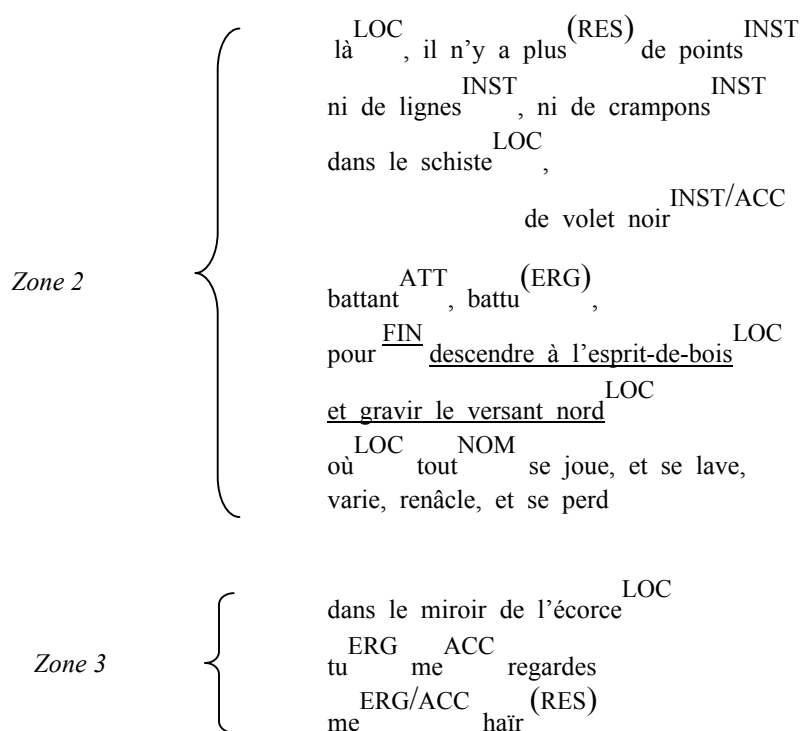 là^LOC, il n'y a plus^(RES) de points^INST
ni de lignes^INST, ni de crampons^INST
dans le schiste^LOC,
de volet noir^INST/ACC
Zone 2
battant^ATT, battu^(ERG),
pour ^FIN descendre à l'esprit-de-bois^LOC
et gravir le versant nord^LOC
où^LOC tout^NOM se joue, et se lave,
varie, renâcle, et se perd
dans le miroir de l'écorce^LOC
Zone 3
tu^ERG me^ACC regardes
me^ERG/ACC haïr^(RES)